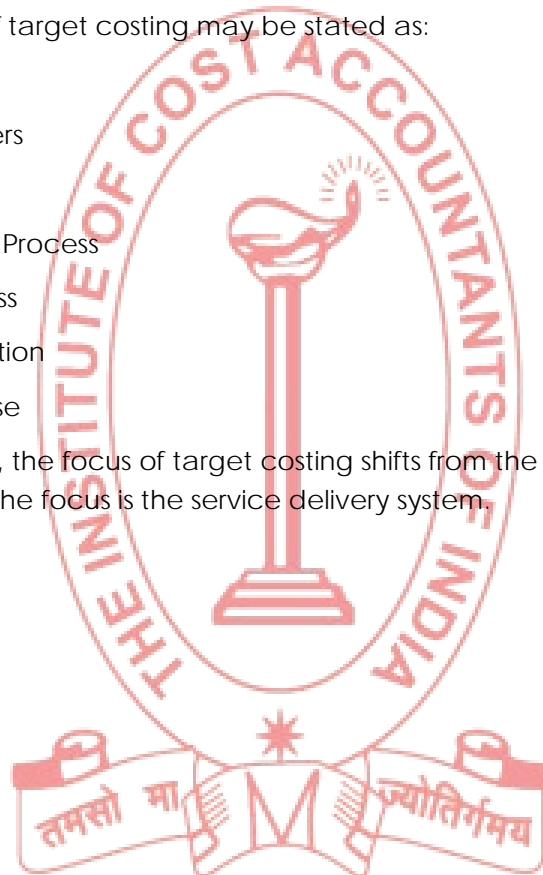 f target costing may be stated as:
ers
Process
ss
tion
se
, the focus of target costing shifts from the
he focus is the service delivery system.
THE INSTITUTE OF COST ACCOUNTANTS OF INDIA
तमसो मा ज्योतिर्गमय